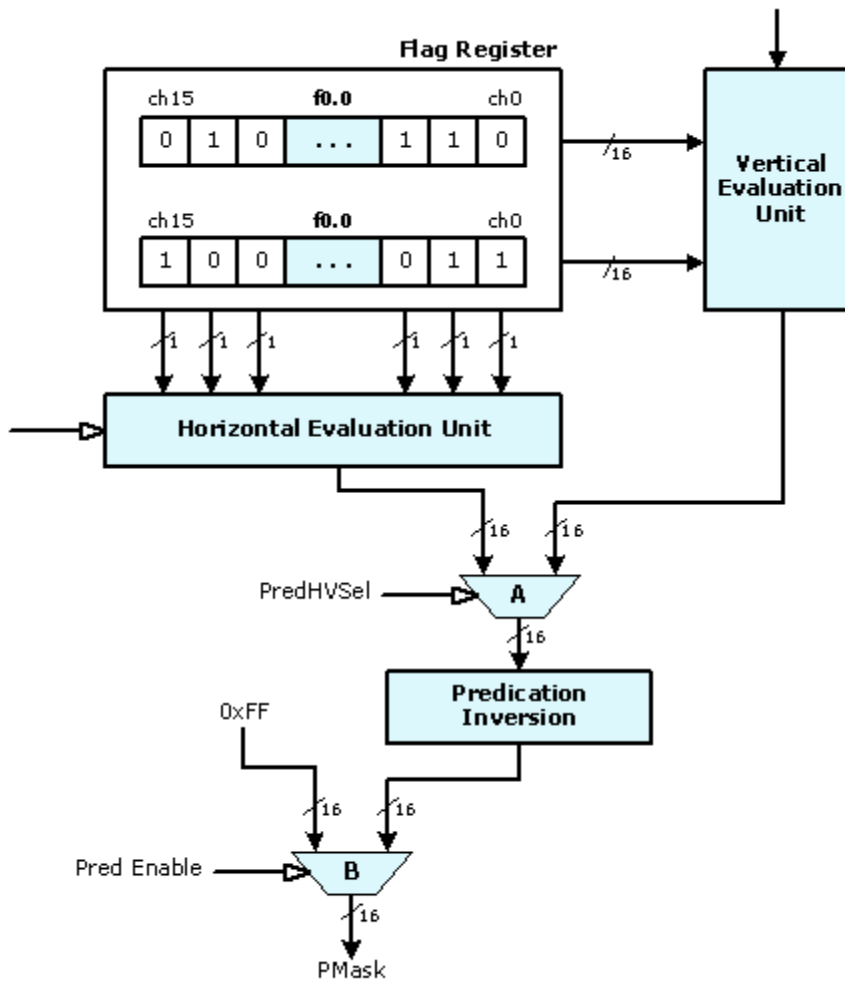 Flag Register
ch15 f0.0 ch0
0 1 0 ... 1 1 0
16
Vertical
Evaluation
Unit
ch15 f0.0 ch0
1 0 0 ... 0 1 1
16
1 1 1 1 1 1
Horizontal Evaluation Unit
16 16
PredHVSel
A
16
Predication
Inversion
0xFF
16 16
Pred Enable
B
16
PMask